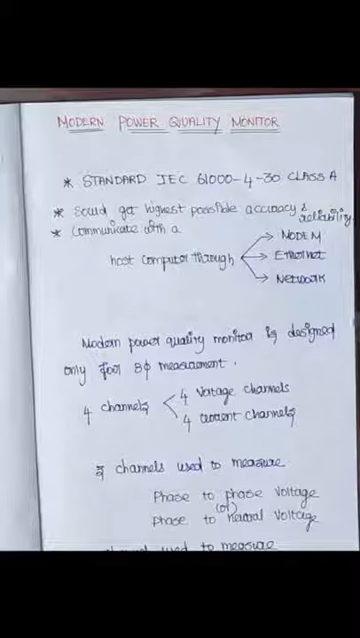 MODERN POWER QUALITY MONITOR
* STANDARD IEC 61000-4-30 CLASS A
* Sould get highest possible accuracy & reliability
* Communicate with a
→ MODEM
host computer through → Ethernet
→ NETWORK
Modern power quality monitor is designed
only for 3ϕ measurement.
4 channels < 4 Voltage channels
4 current channels
channels used to measure
Phase to phase Voltage
(or)
Phase to neutral Voltage
used to measure